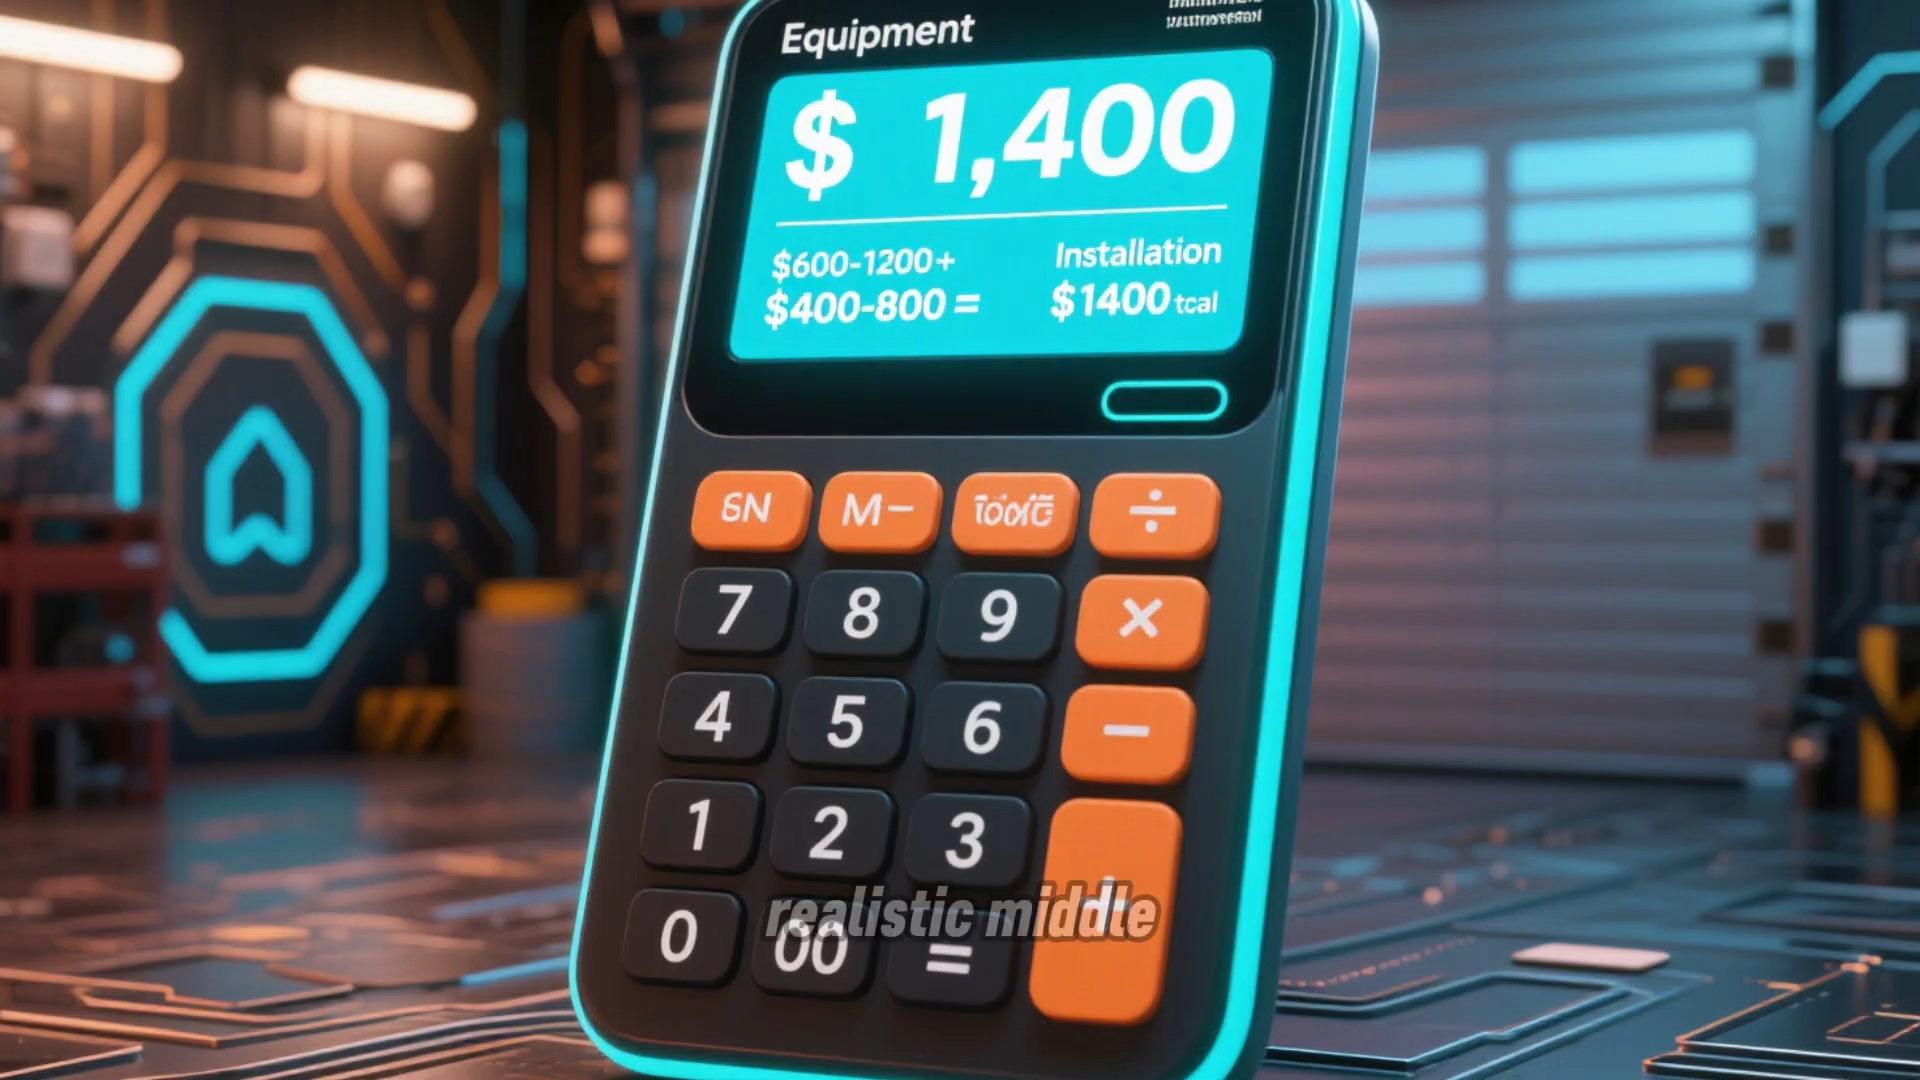 Equipment
$ 1,400
$600-1200+ Installation
$400-800 = $1400 tcal
M− ÷
7 8 9 ×
4 5 6 −
1 2 3 +
0 00 =
realistic middle